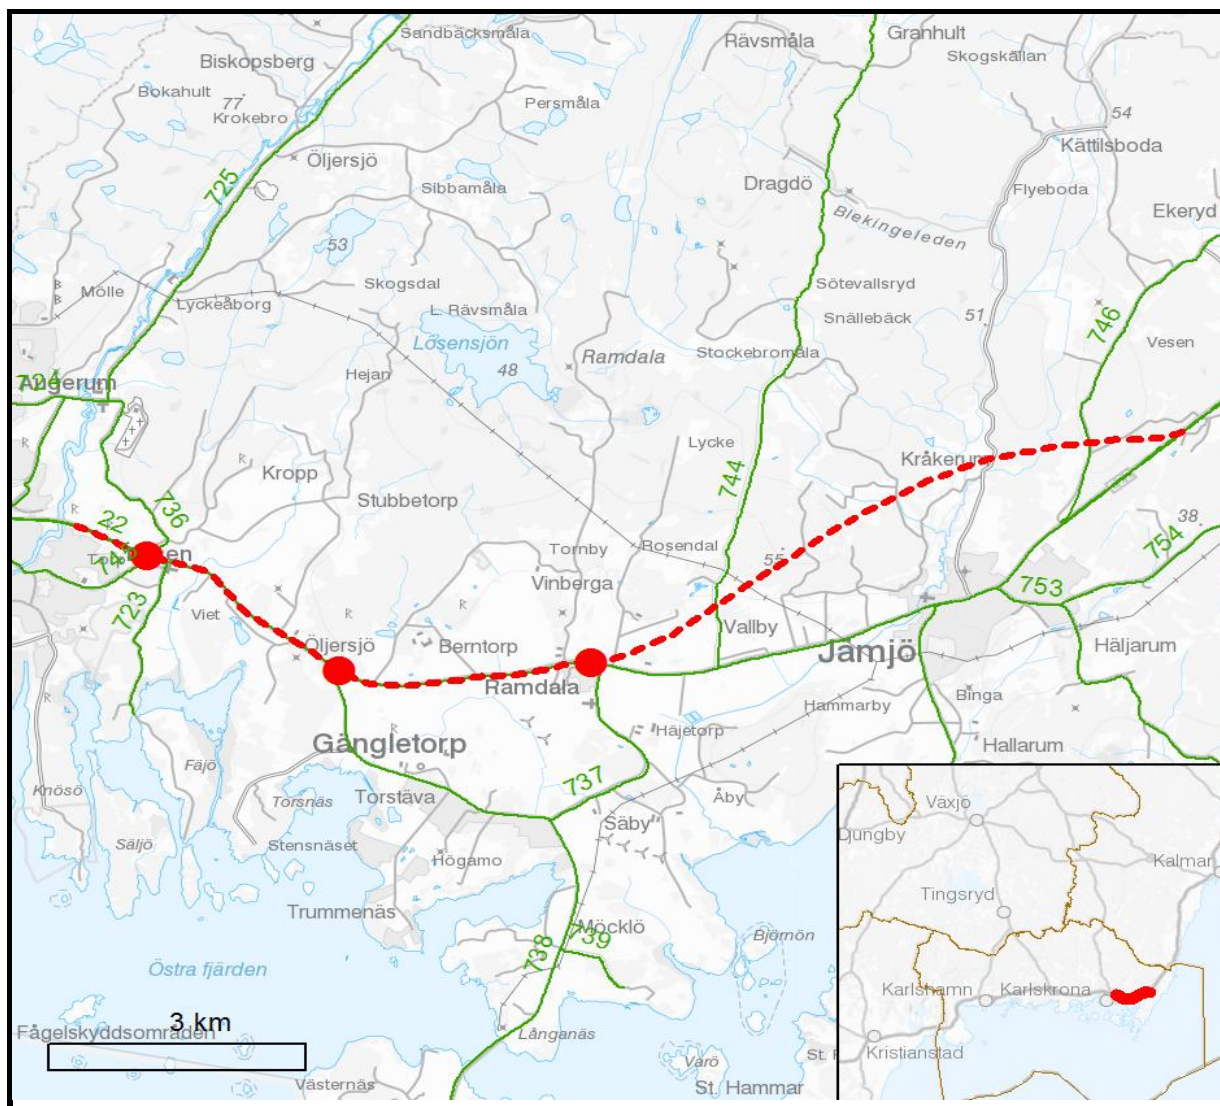 Sandbäcksmåla
Granhult
Rävsmåla
Skogskällan
Biskopsberg
Bokahult
77
Krokebro
Persmåla
54
Kättilsboda
Öljersjö
725
Sibbamåla
Dragdö
Flyeboda
Ekeryd
Blekingeleden
53
Mölle
Lyckeåborg
Skogsdal
L. Rävsmåla
Sötevallsryd
Snällebäck
51
746
Vesen
Lösensjön
48
Ramdala
Stockebromåla
Hejan
Augerum
R
Lycke
Kråkerum
R
Kropp
744
Stubbetorp
736
22
38
754
R
Tornby
Rosendal
55
Vinberga
753
723
Viet
R
R
Öljersjö
Berntorp
Vallby
Jämjö
Häljarum
R
Ramdala
Binga
Hammarby
R
Gängletorp
Häjetorp
Hallarum
Fäjö
737
Knösö
Torsnäs
Torstäva
Åby
Säby
Säljö
Stensnäset
Högamo
Trummenäs
Möcklö
739
Björnön
738
Östra fjärden
3 km
Fågelskyddsområden
Långanäs
Varö
Västernäs
St. Hammar
Växjö
Kalmar
Tingsryd
Karlshamn
Karlskrona
Kristianstad